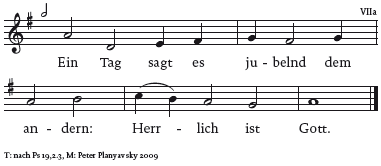 VIIa
Ein Tag sagt es ju - belnd dem
an - dern: Herr - lich ist Gott.
T: nach Ps 19,2.3, M: Peter Planyavsky 2009